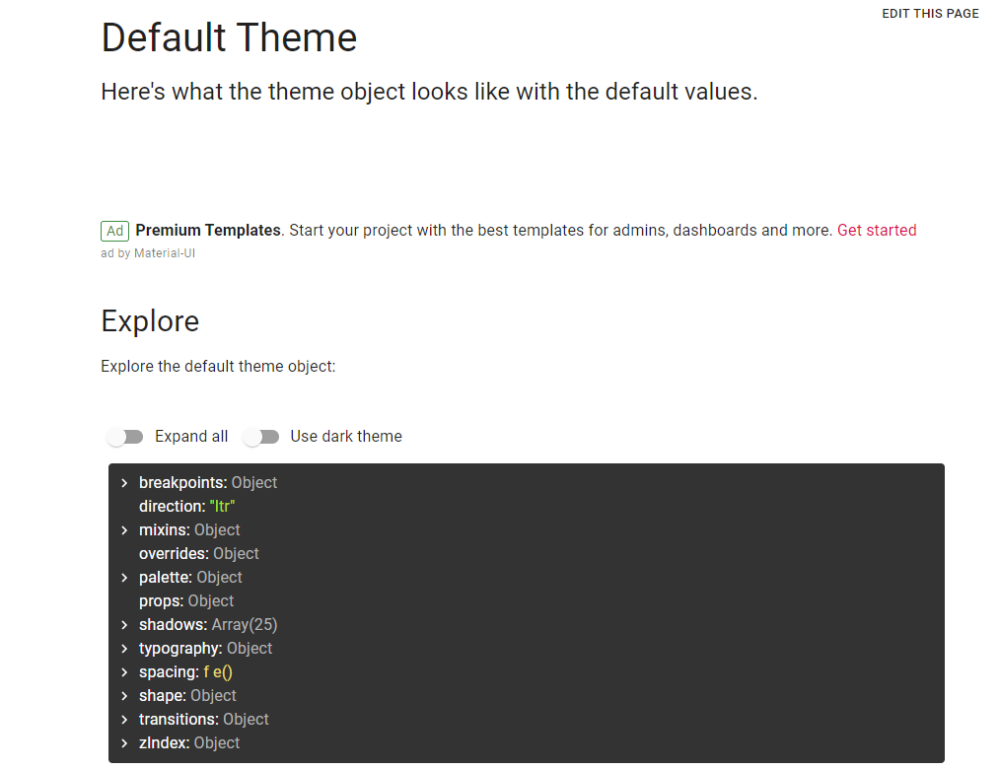 EDIT THIS PAGE
Default Theme
Here's what the theme object looks like with the default values.
Ad Premium Templates. Start your project with the best templates for admins, dashboards and more. Get started
ad by Material-UI
Explore
Explore the default theme object:
Expand all Use dark theme
breakpoints: Object
direction: "ltr"
mixins: Object
overrides: Object
palette: Object
props: Object
shadows: Array(25)
typography: Object
spacing: f e()
shape: Object
transitions: Object
zIndex: Object